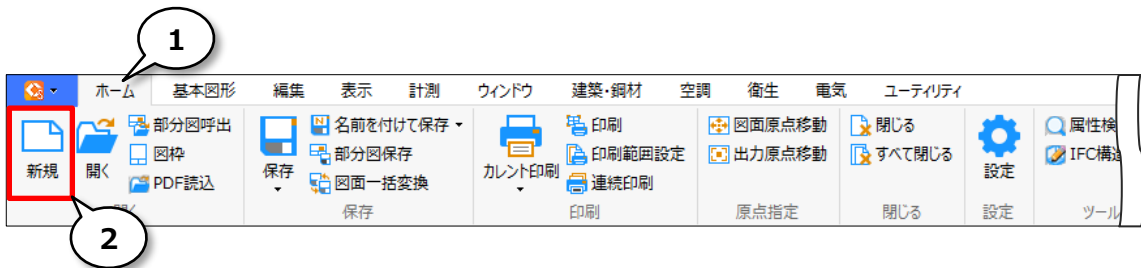 1
ホーム 基本図形 編集 表示 計測 ウィンドウ 建築・鋼材 空調 衛生 電気 ユーティリティ
新規
開く
部分図呼出
図枠
PDF読込
保存
名前を付けて保存
部分図保存
図面一括変換
保存
カレント印刷
印刷
印刷範囲設定
連続印刷
印刷
図面原点移動
出力原点移動
原点指定
閉じる
すべて閉じる
閉じる
設定
設定
属性検
IFC構造
ツール
2